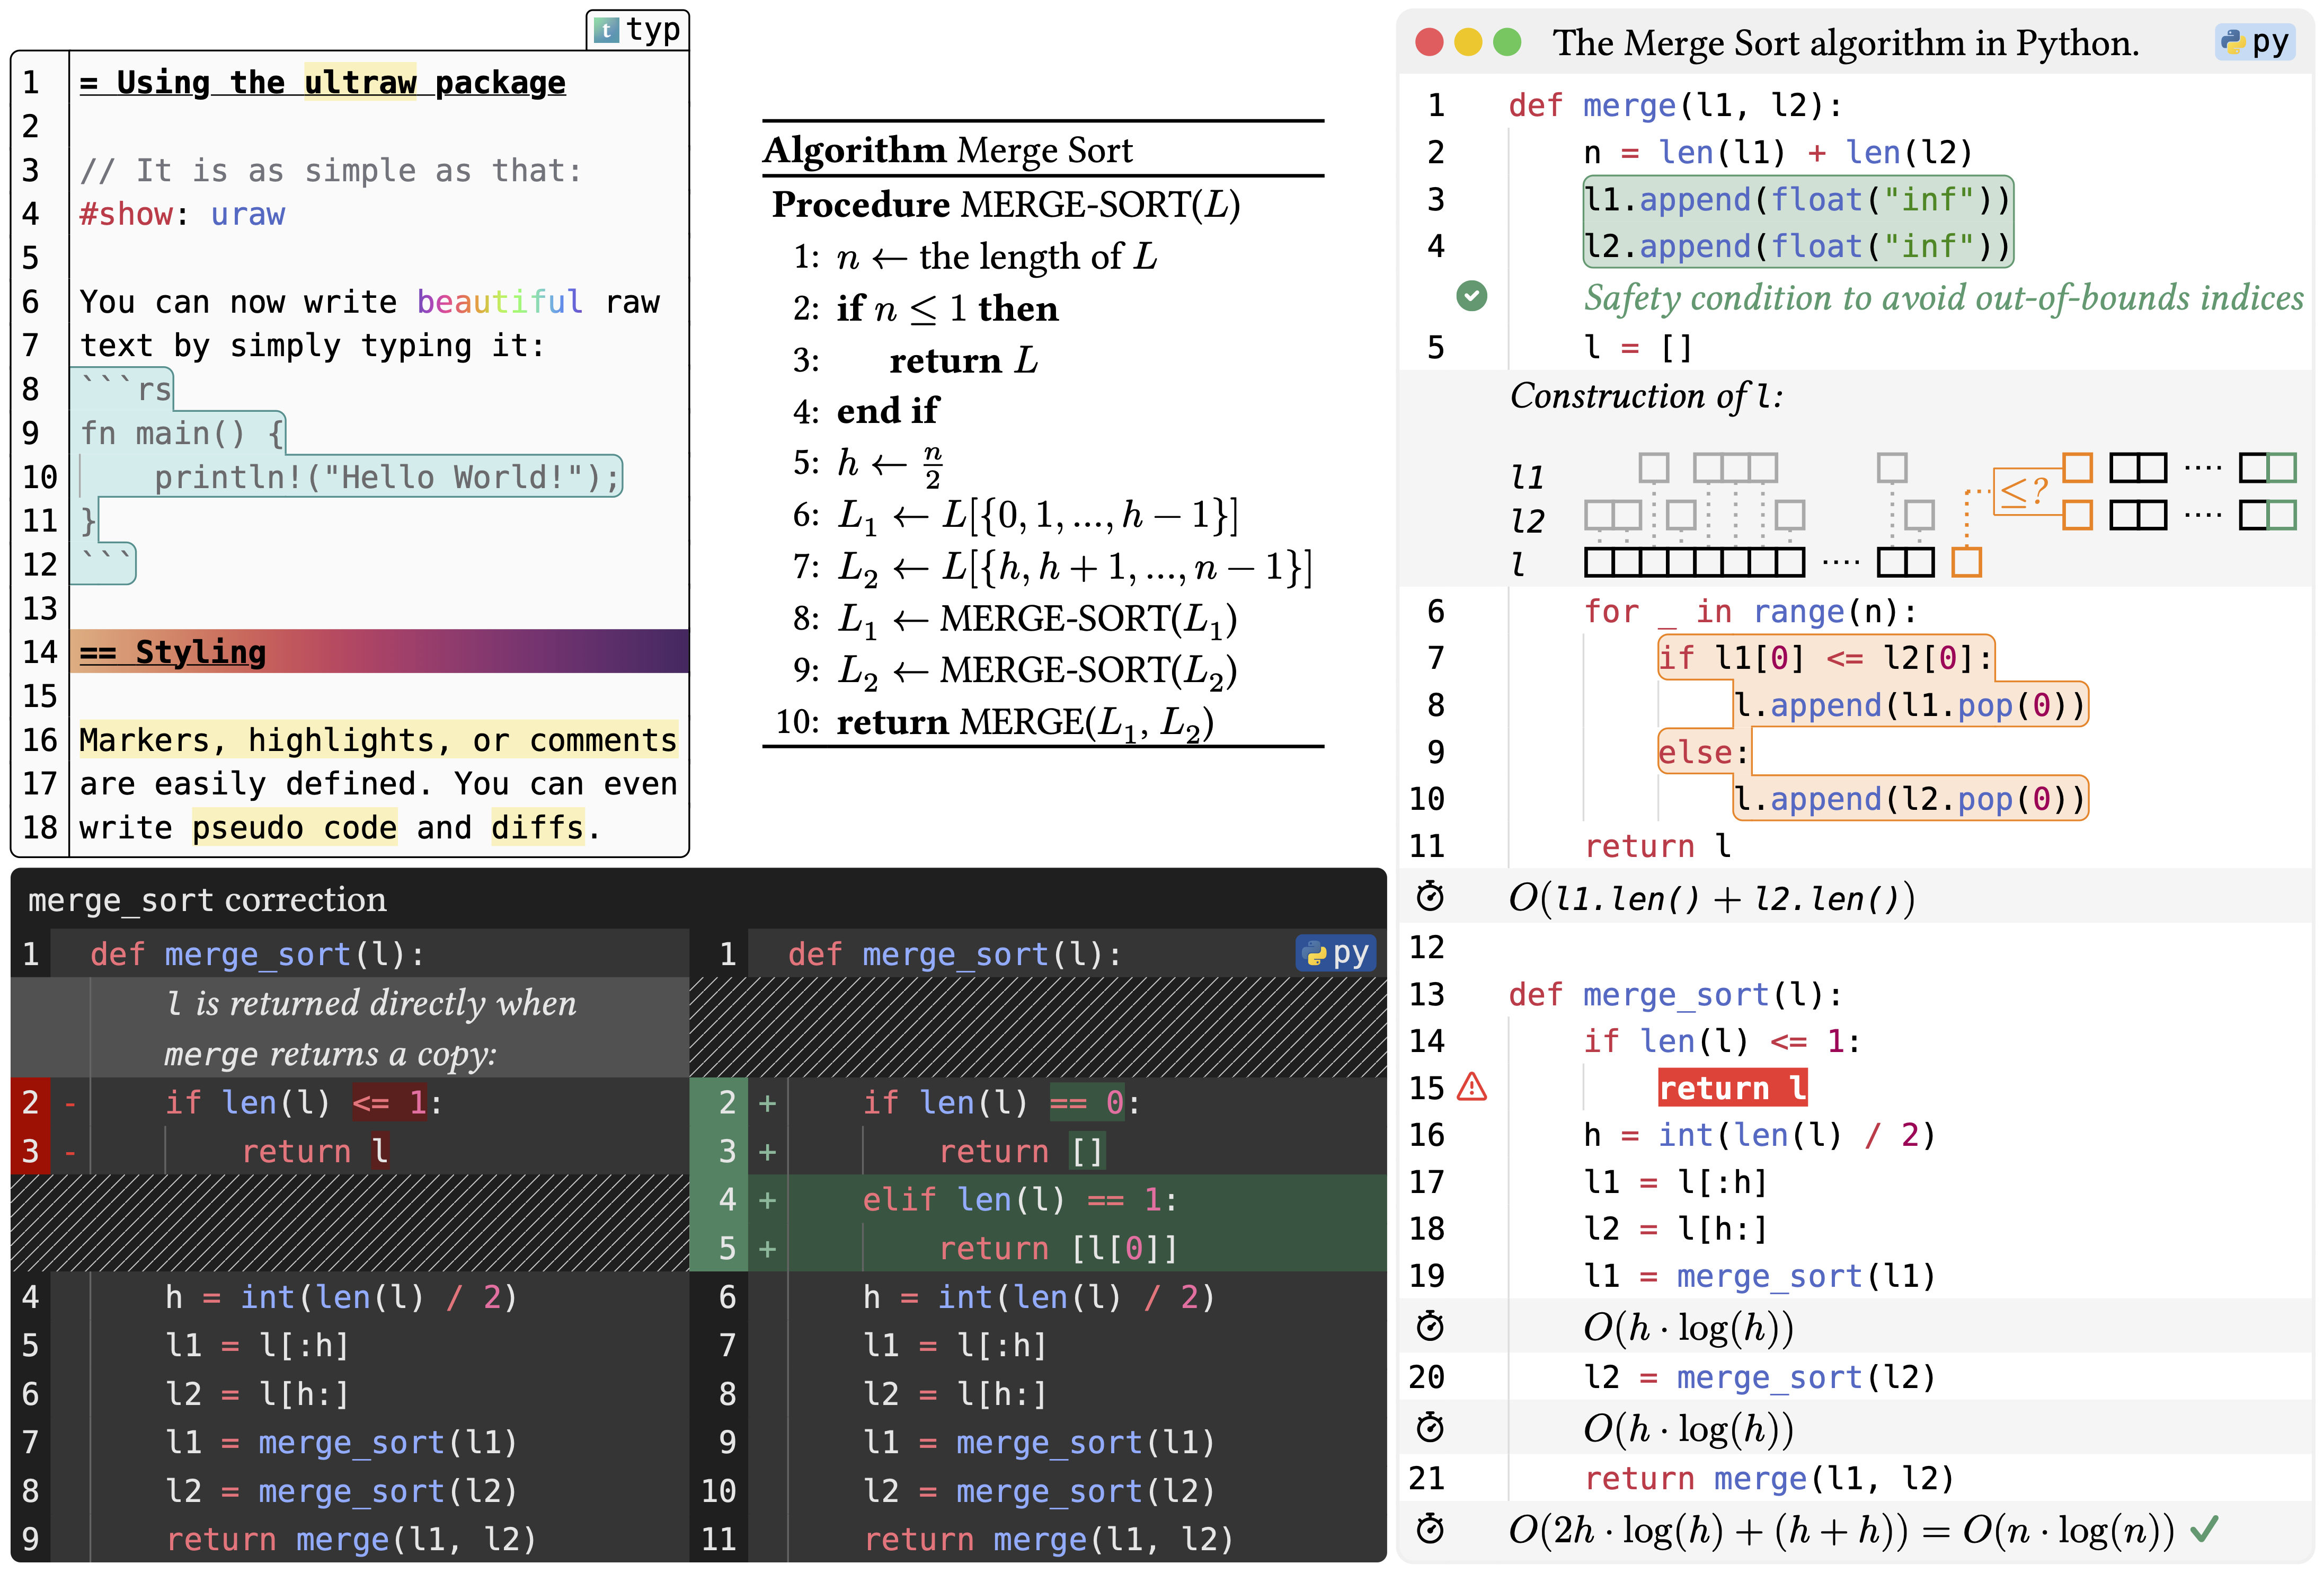 typ
1 = Using the ultraw package
2
3 // It is as simple as that:
4 #show: uraw
5
6 You can now write beautiful raw
7 text by simply typing it:
8 ```rs
9 fn main() {
10     println!("Hello World!");
11 }
12 ```
13
14 == Styling
15
16 Markers, highlights, or comments
17 are easily defined. You can even
18 write pseudo code and diffs.
Algorithm Merge Sort
Procedure MERGE-SORT(L)
1: n ← the length of L
2: if n ≤ 1 then
3:     return L
4: end if
5: h ← n/2
6: L₁ ← L[{0, 1, ..., h − 1}]
7: L₂ ← L[{h, h + 1, ..., n − 1}]
8: L₁ ← MERGE-SORT(L₁)
9: L₂ ← MERGE-SORT(L₂)
10: return MERGE(L₁, L₂)
merge_sort correction
1 def merge_sort(l):
l is returned directly when
merge returns a copy:
2 -     if len(l) <= 1:
3 -         return l
4     h = int(len(l) / 2)
5     l1 = l[:h]
6     l2 = l[h:]
7     l1 = merge_sort(l1)
8     l2 = merge_sort(l2)
9     return merge(l1, l2)
1 def merge_sort(l): py
2 +     if len(l) == 0:
3 +         return []
4 +     elif len(l) == 1:
5 +         return [l[0]]
6     h = int(len(l) / 2)
7     l1 = l[:h]
8     l2 = l[h:]
9     l1 = merge_sort(l1)
10     l2 = merge_sort(l2)
11     return merge(l1, l2)
The Merge Sort algorithm in Python. py
1 def merge(l1, l2):
2     n = len(l1) + len(l2)
3     l1.append(float("inf"))
4     l2.append(float("inf"))
Safety condition to avoid out-of-bounds indices
5     l = []
Construction of l:
l1
≤?
l2
l
6     for _ in range(n):
7         if l1[0] <= l2[0]:
8             l.append(l1.pop(0))
9         else:
10             l.append(l2.pop(0))
11     return l
O(l1.len() + l2.len())
12
13 def merge_sort(l):
14     if len(l) <= 1:
15         return l
16     h = int(len(l) / 2)
17     l1 = l[:h]
18     l2 = l[h:]
19     l1 = merge_sort(l1)
O(h · log(h))
20     l2 = merge_sort(l2)
O(h · log(h))
21     return merge(l1, l2)
O(2h · log(h) + (h + h)) = O(n · log(n)) ✓